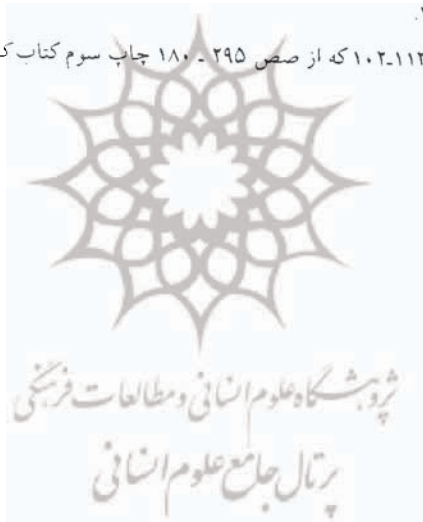 .۲
۱۰۲-۱۱۲ که از صص ۲۹۵ - ۱۸۰ چاپ سوم کتاب
پژوهشگاه علوم انسانی و مطالعات فرهنگی
پرتال جامع علوم انسانی